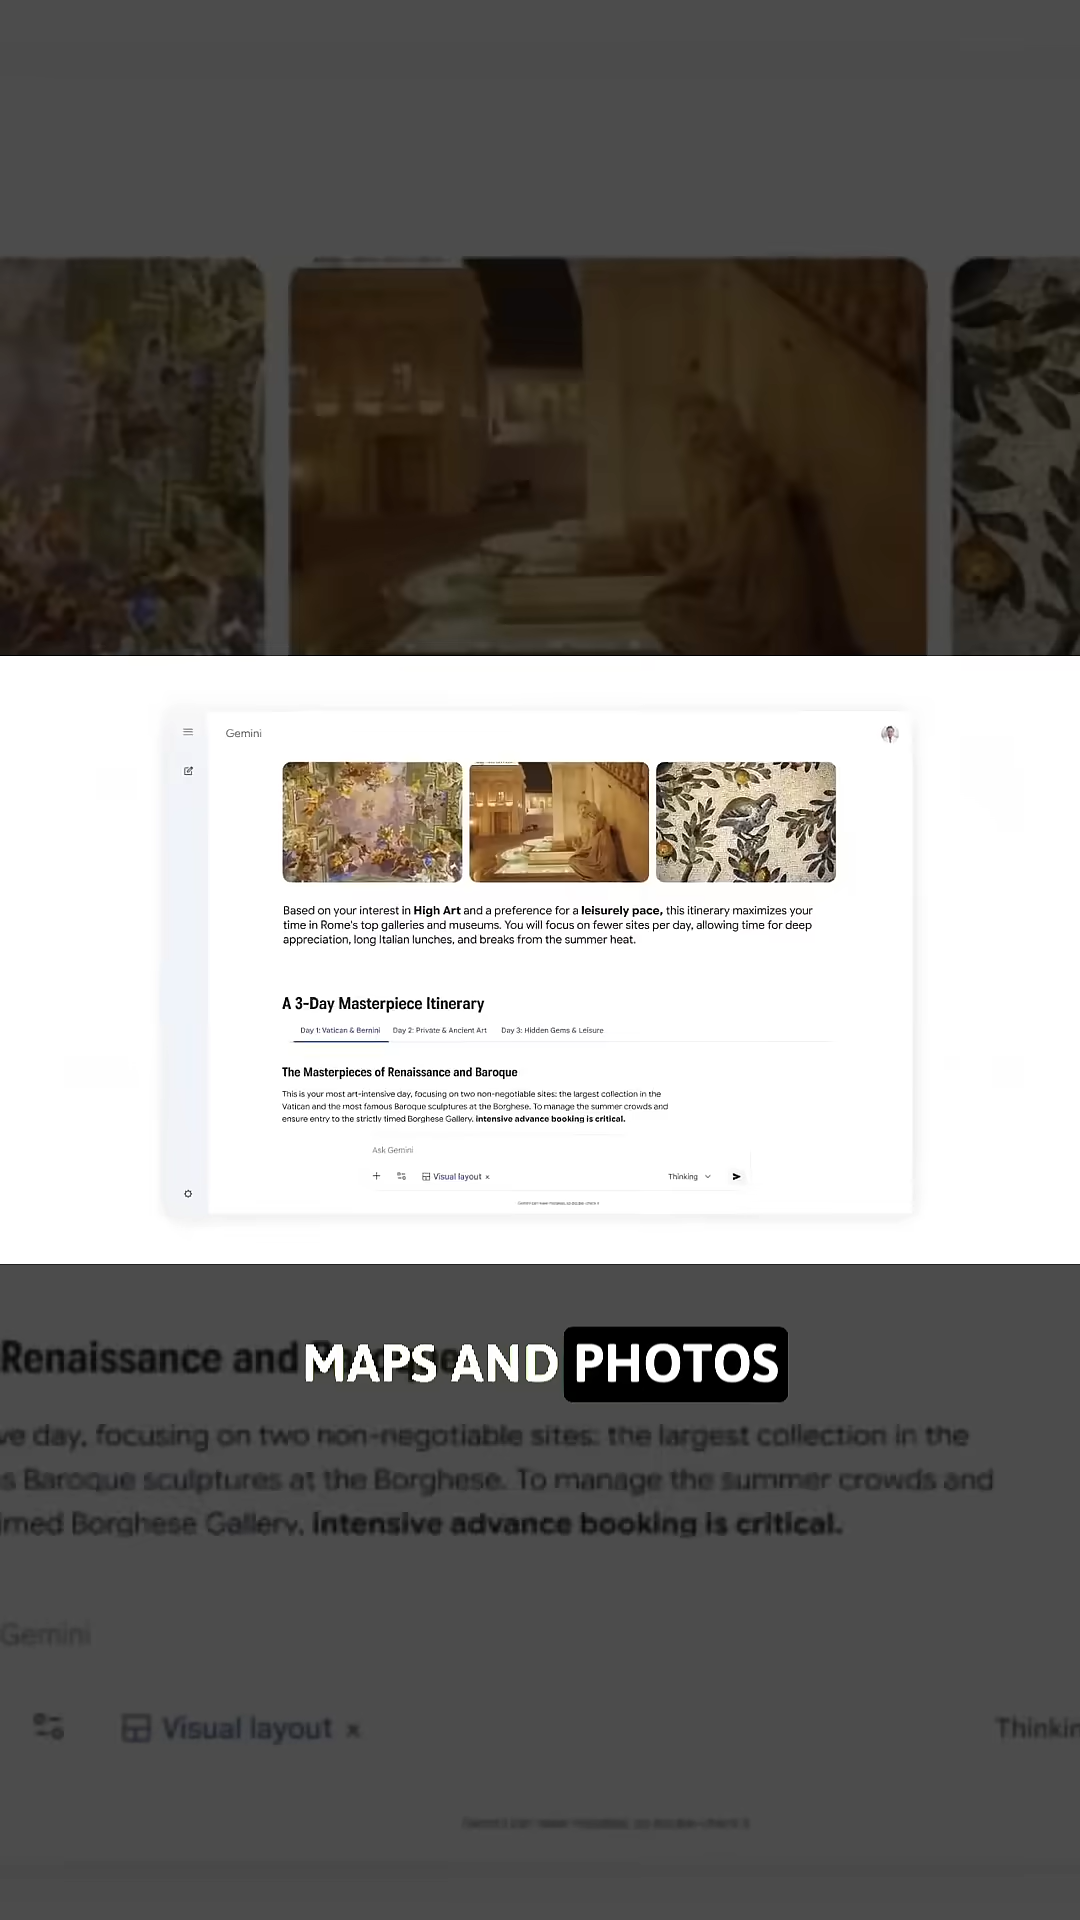 Gemini
Based on your interest in High Art and a preference for a leisurely pace, this itinerary maximizes your
time in Rome's top galleries and museums. You will focus on fewer sites per day, allowing time for deep
appreciation, long Italian lunches, and breaks from the summer heat.
A 3-Day Masterpiece Itinerary
Day 1: Vatican & Bernini Day 2: Private & Ancient Art Day 3: Hidden Gems & Leisure
The Masterpieces of Renaissance and Baroque
This is your most art-intensive day, focusing on two non-negotiable sites: the largest collection in the
Vatican and the most famous Baroque sculptures at the Borghese. To manage the summer crowds and
ensure entry to the strictly timed Borghese Gallery, intensive advance booking is critical.
Ask Gemini
Visual layout × Thinking
MAPS AND PHOTOS
Renaissance and
ve day, focusing on two non-negotiable sites: the largest collection in the
s Baroque sculptures at the Borghese. To manage the summer crowds and
imed Borghese Gallery, intensive advance booking is critical.
Gemini
Visual layout × Thinkin